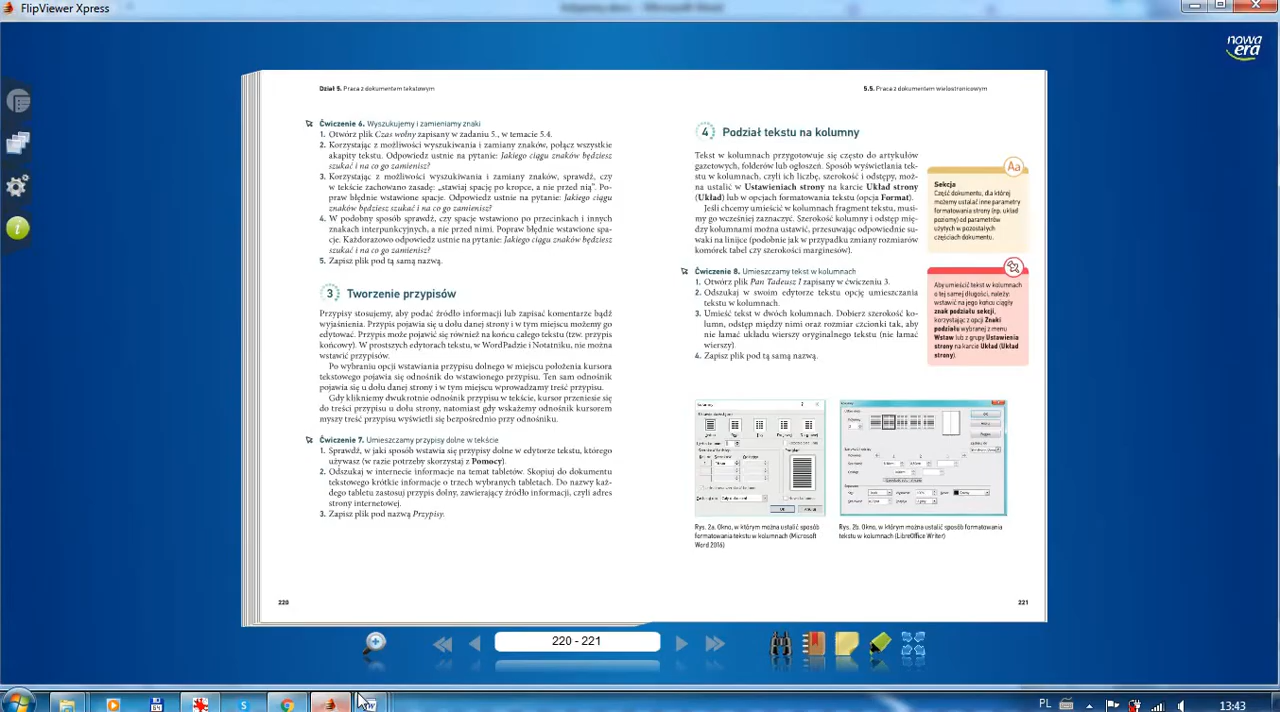 FlipViewer Xpress
nowa
era
Dział 5. Praca z dokumentem tekstowym
Ćwiczenie 6. Wyszukujemy i zamieniamy znaki
1. Otwórz plik Czas wolny zapisany w zadaniu 5., w temacie 5.4.
2. Korzystając z możliwości wyszukiwania i zamiany znaków, połącz wszystkie
akapity tekstu. Odpowiedz ustnie na pytanie: Jakiego ciągu znaków będziesz
szukać i na co go zamienisz?
3. Korzystając z możliwości wyszukiwania i zamiany znaków, sprawdź, czy
w tekście zachowano zasadę: „stawiaj spację po kropce, a nie przed nią”. Po-
praw błędnie wstawione spacje. Odpowiedz ustnie na pytanie: Jakiego ciągu
znaków będziesz szukać i na co go zamienisz?
4. W podobny sposób sprawdź, czy spacje wstawiono po przecinkach i innych
znakach interpunkcyjnych, a nie przed nimi. Popraw błędnie wstawione spa-
cje. Każdorazowo odpowiedz ustnie na pytanie: Jakiego ciągu znaków będziesz
szukać i na co go zamienisz?
5. Zapisz plik pod tą samą nazwą.
3 Tworzenie przypisów
Przypisy stosujemy, aby podać źródło informacji lub zapisać komentarze bądź
wyjaśnienia. Przypis pojawia się u dołu danej strony i w tym miejscu możemy go
edytować. Przypis może pojawić się również na końcu całego tekstu (tzw. przypis
końcowy). W prostszych edytorach tekstu, w WordPadzie i Notatniku, nie można
wstawić przypisów.
Po wybraniu opcji wstawiania przypisu dolnego w miejscu położenia kursora
tekstowego pojawia się odnośnik do wstawionego przypisu. Ten sam odnośnik
pojawia się u dołu danej strony i w tym miejscu wprowadzamy treść przypisu.
Gdy klikniemy dwukrotnie odnośnik przypisu w tekście, kursor przeniesie się
do treści przypisu u dołu strony, natomiast gdy wskażemy odnośnik kursorem
myszy treść przypisu wyświetli się bezpośrednio przy odnośniku.
Ćwiczenie 7. Umieszczamy przypisy dolne w tekście
1. Sprawdź, w jaki sposób wstawia się przypisy dolne w edytorze tekstu, którego
używasz (w razie potrzeby skorzystaj z Pomocy).
2. Odszukaj w internecie informacje na temat tabletów. Skopiuj do dokumentu
tekstowego krótkie informacje o trzech wybranych tabletach. Do nazwy każ-
dego tabletu zastosuj przypis dolny, zawierający źródło informacji, czyli adres
strony internetowej.
3. Zapisz plik pod nazwą Przypisy.
220
5.5. Praca z dokumentem wielostronicowym
4 Podział tekstu na kolumny
Tekst w kolumnach przygotowuje się często do artykułów
gazetowych, folderów lub ogłoszeń. Sposób wyświetlania tek-
stu w kolumnach, czyli ich liczbę, szerokość i odstępy, moż-
na ustalić w Ustawieniach strony na karcie Układ strony
(Układ) lub w opcjach formatowania tekstu (opcja Format).
Jeśli chcemy umieścić w kolumnach fragment tekstu, musi-
my go wcześniej zaznaczyć. Szerokość kolumny i odstęp mię-
dzy kolumnami można ustawić, przesuwając odpowiednie su-
waki na linijce (podobnie jak w przypadku zmiany rozmiarów
komórek tabel czy szerokości marginesów).
Ćwiczenie 8. Umieszczamy tekst w kolumnach
1. Otwórz plik Pan Tadeusz I zapisany w ćwiczeniu 3.
2. Odszukaj w swoim edytorze tekstu opcję umieszczania
tekstu w kolumnach.
3. Umieść tekst w dwóch kolumnach. Dobierz szerokość ko-
lumn, odstęp między nimi oraz rozmiar czcionki tak, aby
nie łamać układu wierszy oryginalnego tekstu (nie łamać
wierszy).
4. Zapisz plik pod tą samą nazwą.
Aa
Sekcja
Część dokumentu, dla której
możemy ustalać inne parametry
formatowania strony (np. układ
poziomy) od parametrów
użytych w pozostałych
częściach dokumentu.
Aby umieścić tekst w kolumnach
o tej samej długości, należy:
wstawić na jego końcu ciągły
znak podziału sekcji,
korzystając z opcji Znaki
podziału wybranej z menu
Wstaw lub z grupy Ustawienia
strony na karcie Układ (Układ
strony).
Rys. 2a. Okno, w którym można ustalić sposób
formatowania tekstu w kolumnach (Microsoft
Word 2016)
Rys. 2b. Okno, w którym można ustalić sposób formatowania
tekstu w kolumnach (LibreOffice Writer)
221
220 - 221
PL
13:43